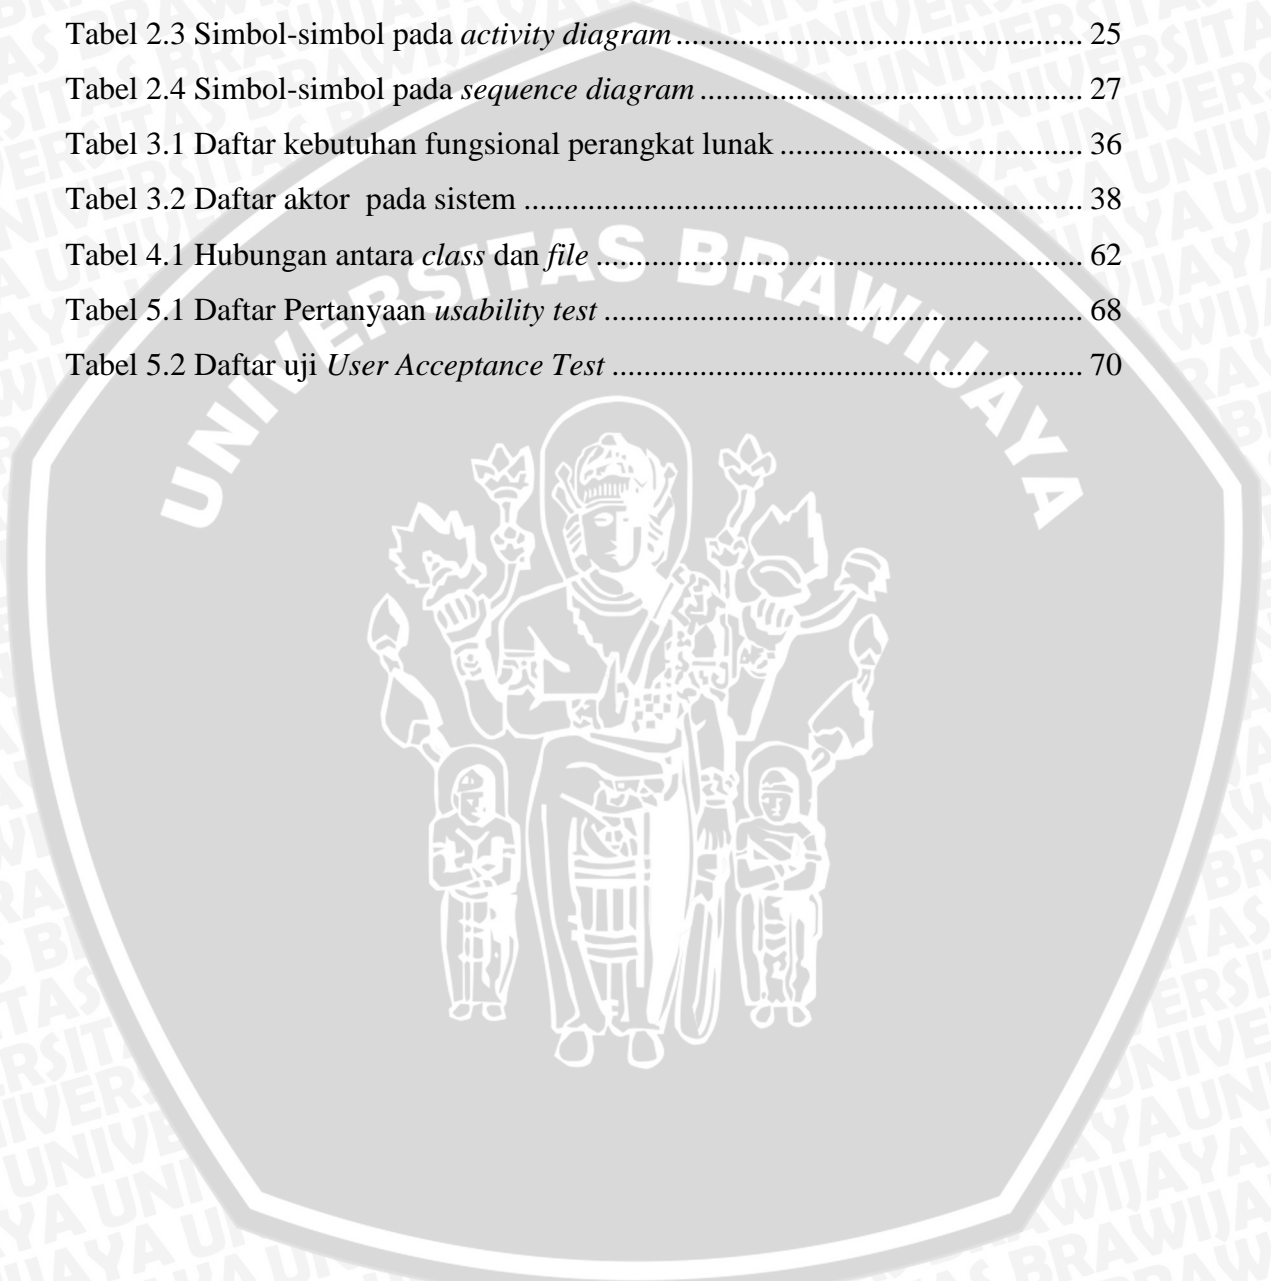 Tabel 2.3 Simbol-simbol pada activity diagram ................................................... 25
Tabel 2.4 Simbol-simbol pada sequence diagram ................................................ 27
Tabel 3.1 Daftar kebutuhan fungsional perangkat lunak ...................................... 36
Tabel 3.2 Daftar aktor  pada sistem ...................................................................... 38
Tabel 4.1 Hubungan antara class dan file ............................................................. 62
Tabel 5.1 Daftar Pertanyaan usability test ............................................................ 68
Tabel 5.2 Daftar uji User Acceptance Test ........................................................... 70
UNIVERSITAS BRAWIJAYA